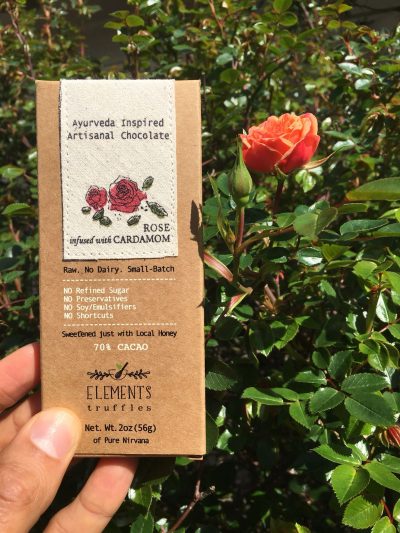 Ayurveda Inspired
Artisanal Chocolate
ROSE
infused with CARDAMOM
Raw. No Dairy. Small-Batch
NO Refined Sugar
NO Preservatives
NO Soy/Emulsifiers
NO Shortcuts
Sweetened just with Local Honey
70% CACAO
ELEMENTS
truffles
Net. Wt. 2oz(56g)
of Pure Nirvana